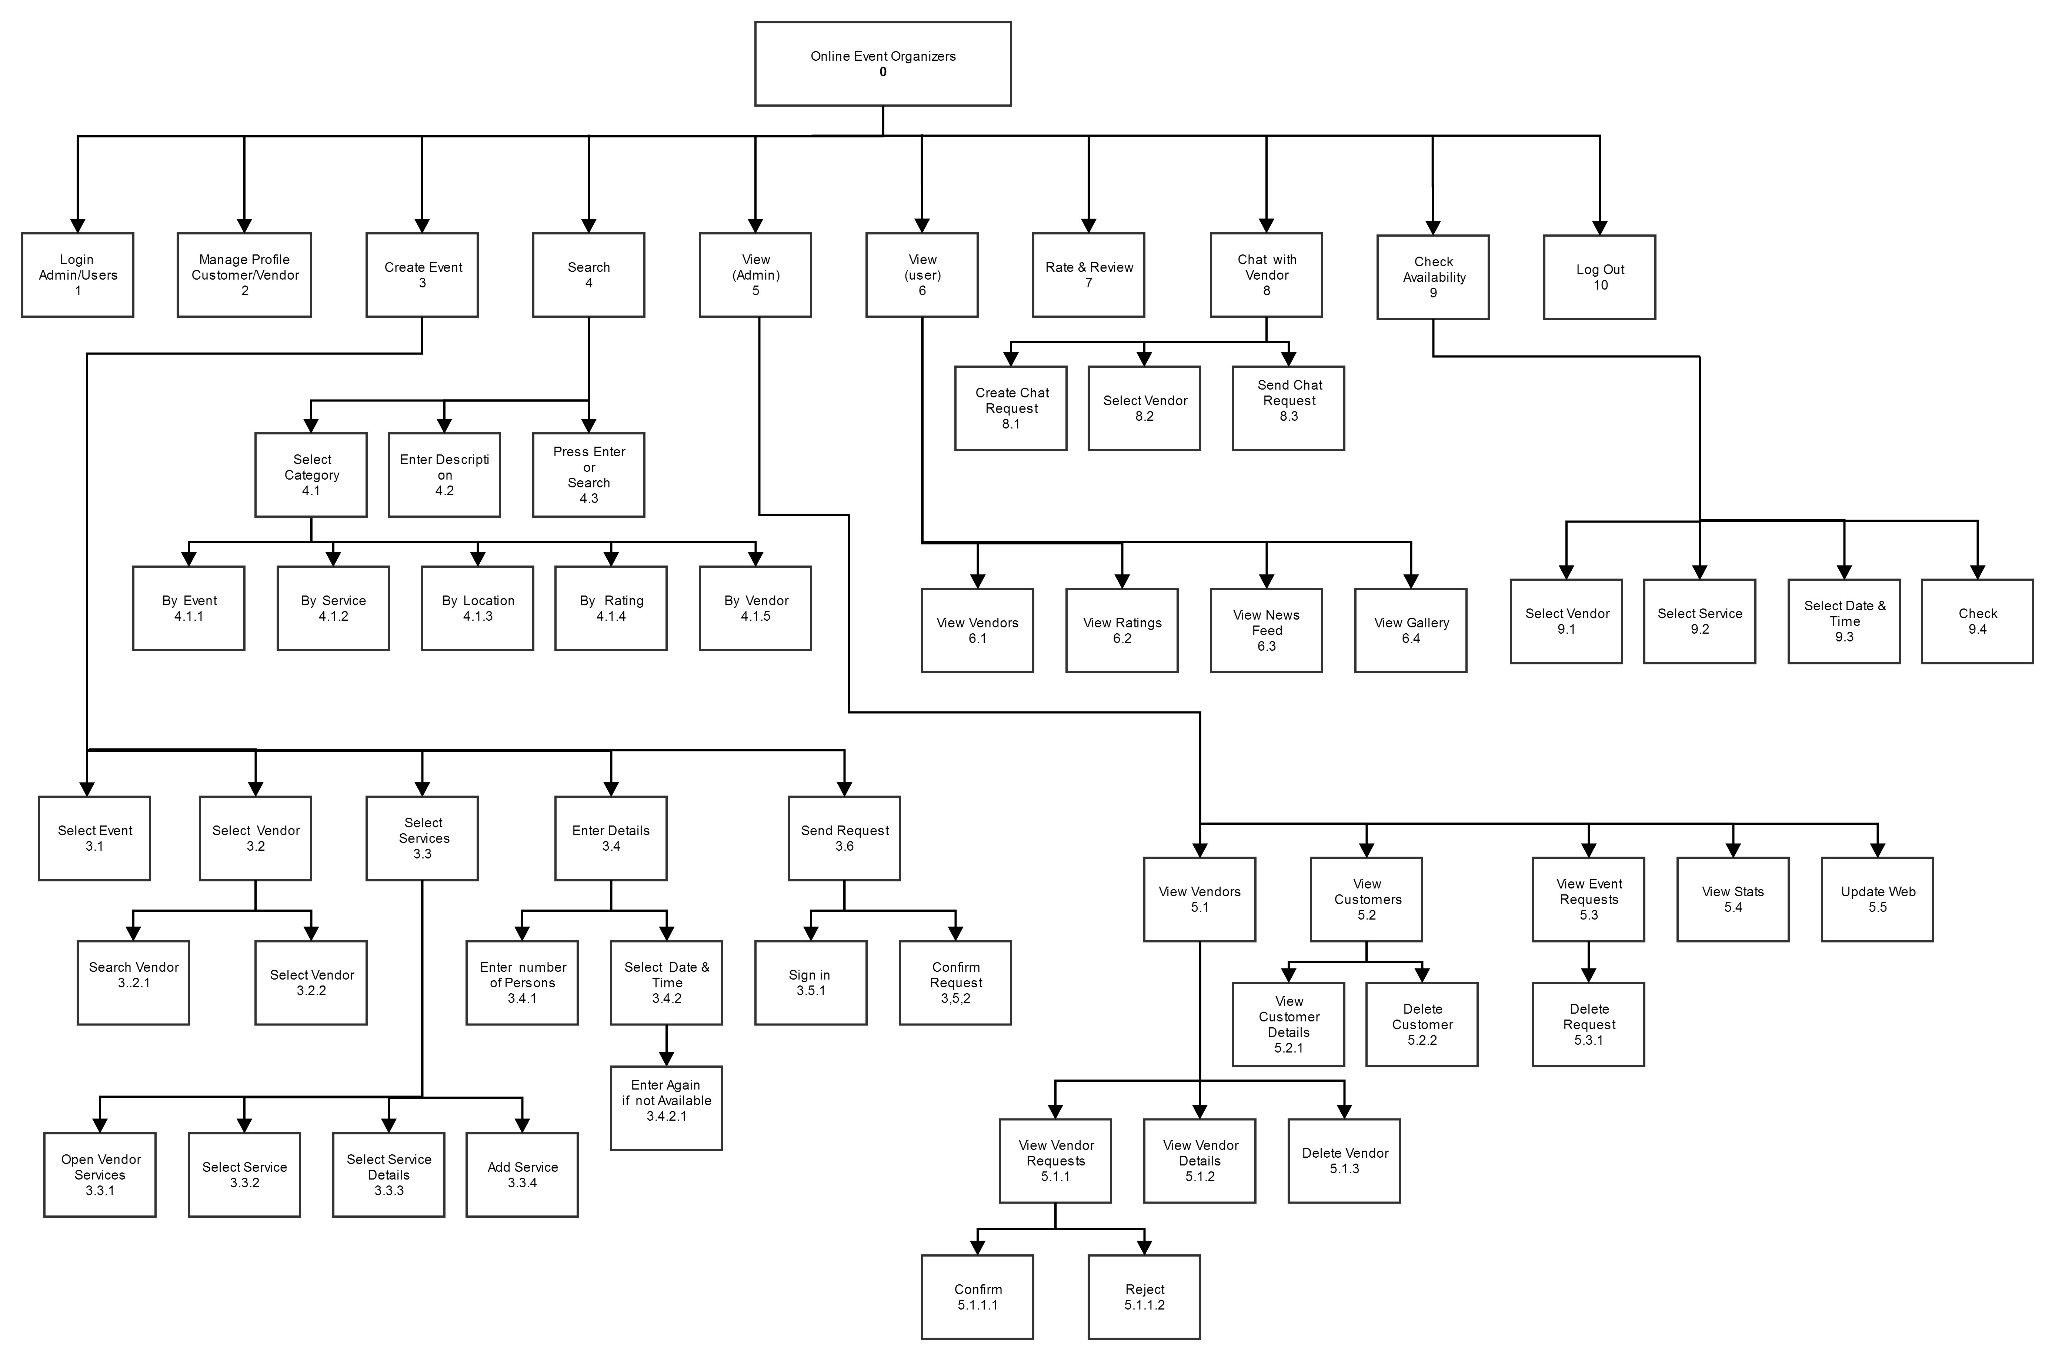 Online Event Organizers
0
Login
Admin/Users
1
Manage Profile
Customer/Vendor
2
Create Event
3
Search
4
View
(Admin)
5
View
(user)
6
Rate & Review
7
Chat with
Vendor
8
Check
Availability
9
Log Out
10
Create Chat
Request
8.1
Select Vendor
8.2
Send Chat
Request
8.3
Select
Category
4.1
Enter Descripti
on
4.2
Press Enter
or
Search
4.3
By Event
4.1.1
By Service
4.1.2
By Location
4.1.3
By Rating
4.1.4
By Vendor
4.1.5
View Vendors
6.1
View Ratings
6.2
View News
Feed
6.3
View Gallery
6.4
Select Vendor
9.1
Select Service
9.2
Select Date &
Time
9.3
Check
9.4
Select Event
3.1
Select Vendor
3.2
Select
Services
3.3
Enter Details
3.4
Send Request
3.6
View Vendors
5.1
View
Customers
5.2
View Event
Requests
5.3
View Stats
5.4
Update Web
5.5
Search Vendor
3..2.1
Select Vendor
3.2.2
Enter number
of Persons
3.4.1
Select Date &
Time
3.4.2
Sign in
3.5.1
Confirm
Request
3,5,2
View
Customer
Details
5.2.1
Delete
Customer
5.2.2
Delete
Request
5.3.1
Enter Again
if not Available
3.4.2.1
Open Vendor
Services
3.3.1
Select Service
3.3.2
Select Service
Details
3.3.3
Add Service
3.3.4
View Vendor
Requests
5.1.1
View Vendor
Details
5.1.2
Delete Vendor
5.1.3
Confirm
5.1.1.1
Reject
5.1.1.2